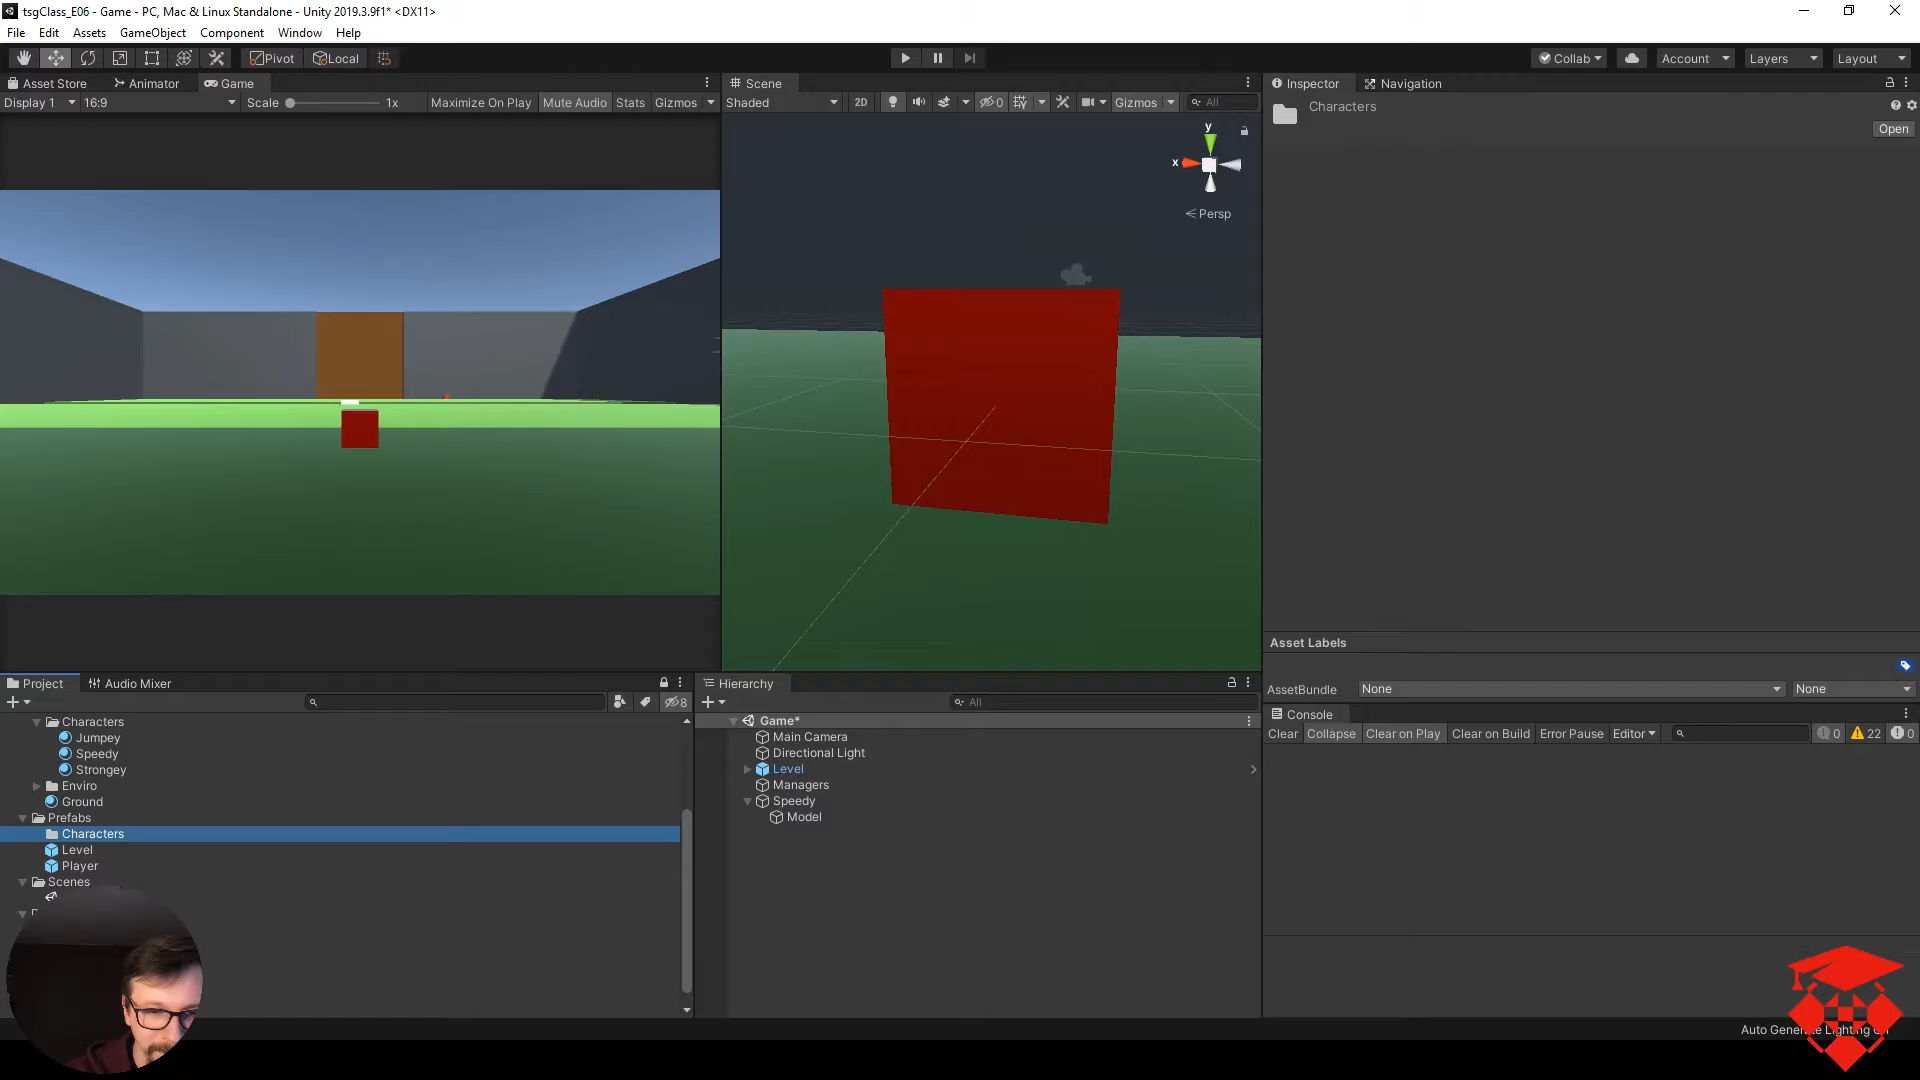 tsgClass_E06 - Game - PC, Mac & Linux Standalone - Unity 2019.3.9f1* <DX11>
File Edit Assets GameObject Component Window Help
Pivot Local Collab Account Layers Layout
Asset Store Animator Game
Display 1 16:9 Scale 1x Maximize On Play Mute Audio Stats Gizmos
Scene
Shaded 2D 0 Gizmos All
y
x
Persp
Inspector Navigation
Characters
Open
Asset Labels
AssetBundle None None
Project Audio Mixer
8
Characters
Jumpey
Speedy
Strongey
Enviro
Ground
Prefabs
Characters
Level
Player
Scenes
Hierarchy
All
Game*
Main Camera
Directional Light
Level
Managers
Speedy
Model
Console
Clear Collapse Clear on Play Clear on Build Error Pause Editor 0 22 0
Auto Generate Lighting